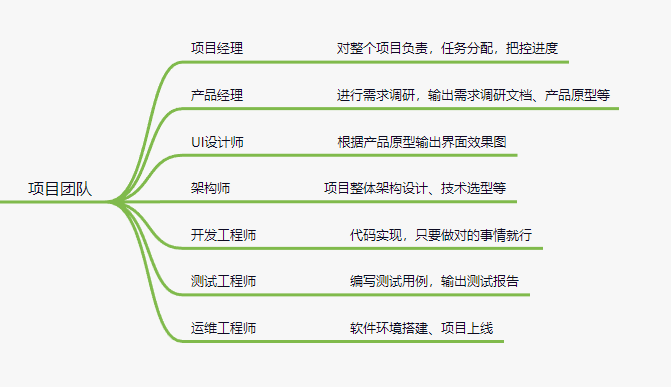 项目团队
项目经理 对整个项目负责，任务分配，把控进度
产品经理 进行需求调研，输出需求调研文档、产品原型等
UI设计师 根据产品原型输出界面效果图
架构师 项目整体架构设计、技术选型等
开发工程师 代码实现，只要做对的事情就行
测试工程师 编写测试用例，输出测试报告
运维工程师 软件环境搭建、项目上线